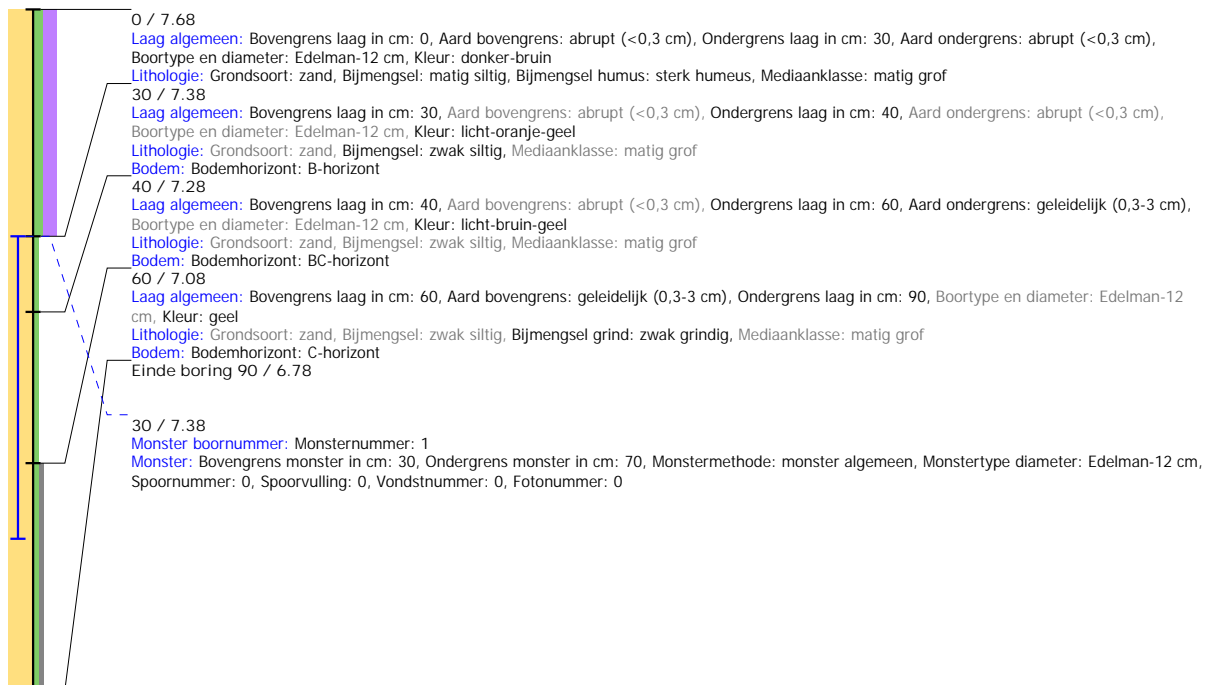 0 / 7.68
Laag algemeen: Bovengrens laag in cm: 0, Aard bovengrens: abrupt (<0,3 cm), Ondergrens laag in cm: 30, Aard ondergrens: abrupt (<0,3 cm),
Boortype en diameter: Edelman-12 cm, Kleur: donker-bruin
Lithologie: Grondsoort: zand, Bijmengsel: matig siltig, Bijmengsel humus: sterk humeus, Mediaanklasse: matig grof
30 / 7.38
Laag algemeen: Bovengrens laag in cm: 30, Aard bovengrens: abrupt (<0,3 cm), Ondergrens laag in cm: 40, Aard ondergrens: abrupt (<0,3 cm),
Boortype en diameter: Edelman-12 cm, Kleur: licht-oranje-geel
Lithologie: Grondsoort: zand, Bijmengsel: zwak siltig, Mediaanklasse: matig grof
Bodem: Bodemhorizont: B-horizont
40 / 7.28
Laag algemeen: Bovengrens laag in cm: 40, Aard bovengrens: abrupt (<0,3 cm), Ondergrens laag in cm: 60, Aard ondergrens: geleidelijk (0,3-3 cm),
Boortype en diameter: Edelman-12 cm, Kleur: licht-bruin-geel
Lithologie: Grondsoort: zand, Bijmengsel: zwak siltig, Mediaanklasse: matig grof
Bodem: Bodemhorizont: BC-horizont
60 / 7.08
Laag algemeen: Bovengrens laag in cm: 60, Aard bovengrens: geleidelijk (0,3-3 cm), Ondergrens laag in cm: 90, Boortype en diameter: Edelman-12
cm, Kleur: geel
Lithologie: Grondsoort: zand, Bijmengsel: zwak siltig, Bijmengsel grind: zwak grindig, Mediaanklasse: matig grof
Bodem: Bodemhorizont: C-horizont
Einde boring 90 / 6.78
30 / 7.38
Monster boornummer: Monsternummer: 1
Monster: Bovengrens monster in cm: 30, Ondergrens monster in cm: 70, Monstermethode: monster algemeen, Monstertype diameter: Edelman-12 cm,
Spoornummer: 0, Spoorvulling: 0, Vondstnummer: 0, Fotonummer: 0